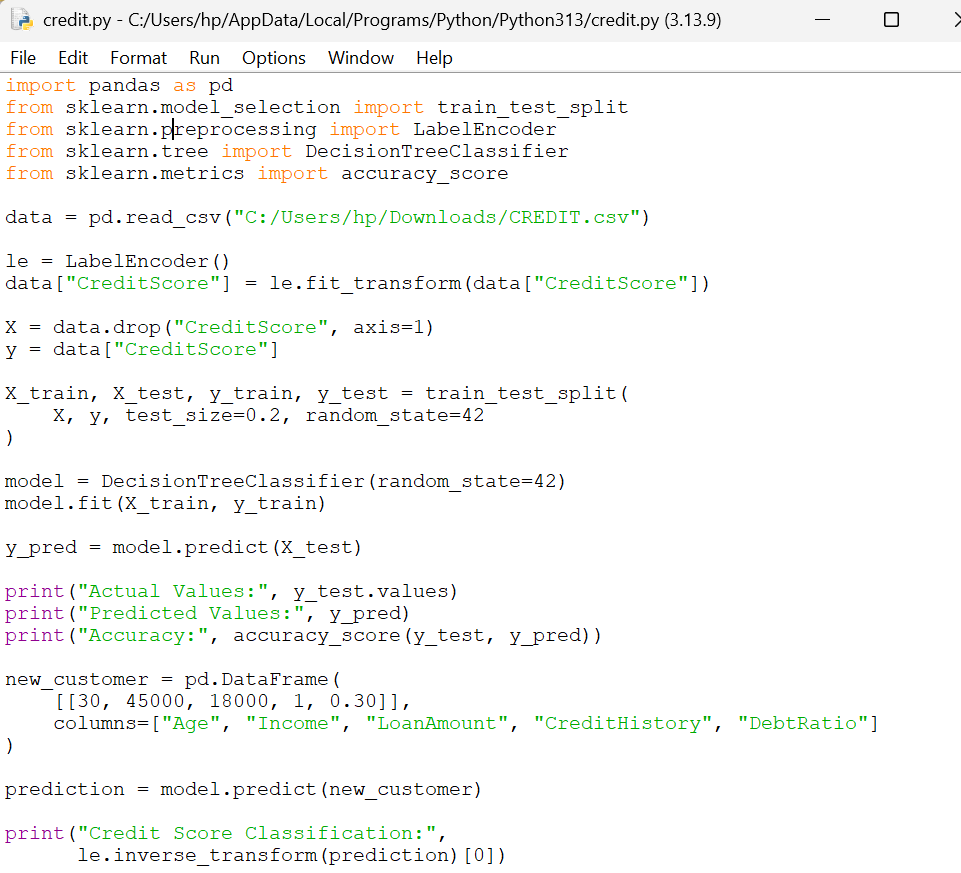 credit.py - C:/Users/hp/AppData/Local/Programs/Python/Python313/credit.py (3.13.9)
File Edit Format Run Options Window Help
import pandas as pd
from sklearn.model_selection import train_test_split
from sklearn.preprocessing import LabelEncoder
from sklearn.tree import DecisionTreeClassifier
from sklearn.metrics import accuracy_score

data = pd.read_csv("C:/Users/hp/Downloads/CREDIT.csv")

le = LabelEncoder()
data["CreditScore"] = le.fit_transform(data["CreditScore"])

X = data.drop("CreditScore", axis=1)
y = data["CreditScore"]

X_train, X_test, y_train, y_test = train_test_split(
    X, y, test_size=0.2, random_state=42
)

model = DecisionTreeClassifier(random_state=42)
model.fit(X_train, y_train)

y_pred = model.predict(X_test)

print("Actual Values:", y_test.values)
print("Predicted Values:", y_pred)
print("Accuracy:", accuracy_score(y_test, y_pred))

new_customer = pd.DataFrame(
    [[30, 45000, 18000, 1, 0.30]],
    columns=["Age", "Income", "LoanAmount", "CreditHistory", "DebtRatio"]
)

prediction = model.predict(new_customer)

print("Credit Score Classification:",
      le.inverse_transform(prediction)[0])